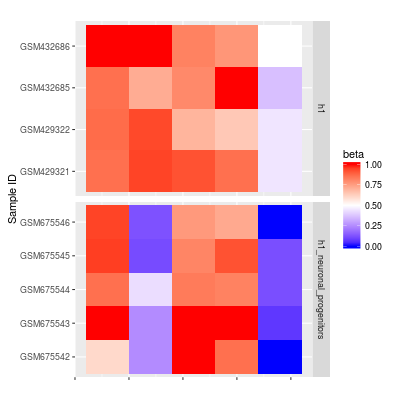 Sample ID
GSM432686
GSM432685
GSM429322
GSM429321
h1
GSM675546
GSM675545
GSM675544
GSM675543
GSM675542
h1_neuronal_progenitors
beta
1.00
0.75
0.50
0.25
0.00